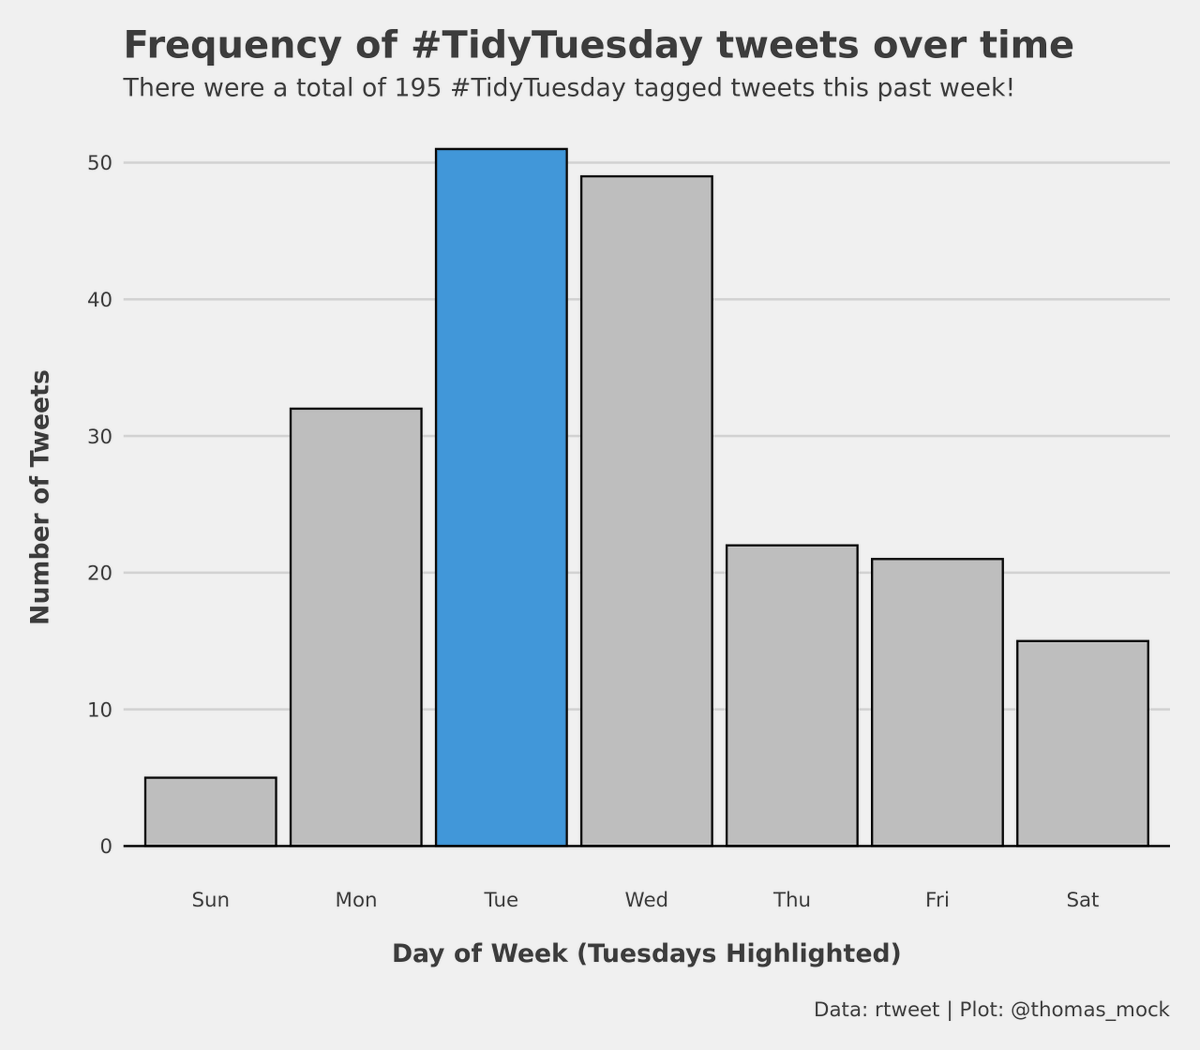 Frequency of #TidyTuesday tweets over time
There were a total of 195 #TidyTuesday tagged tweets this past week!
Number of Tweets
50
40
30
20
10
0
Sun Mon Tue Wed Thu Fri Sat
Day of Week (Tuesdays Highlighted)
Data: rtweet | Plot: @thomas_mock